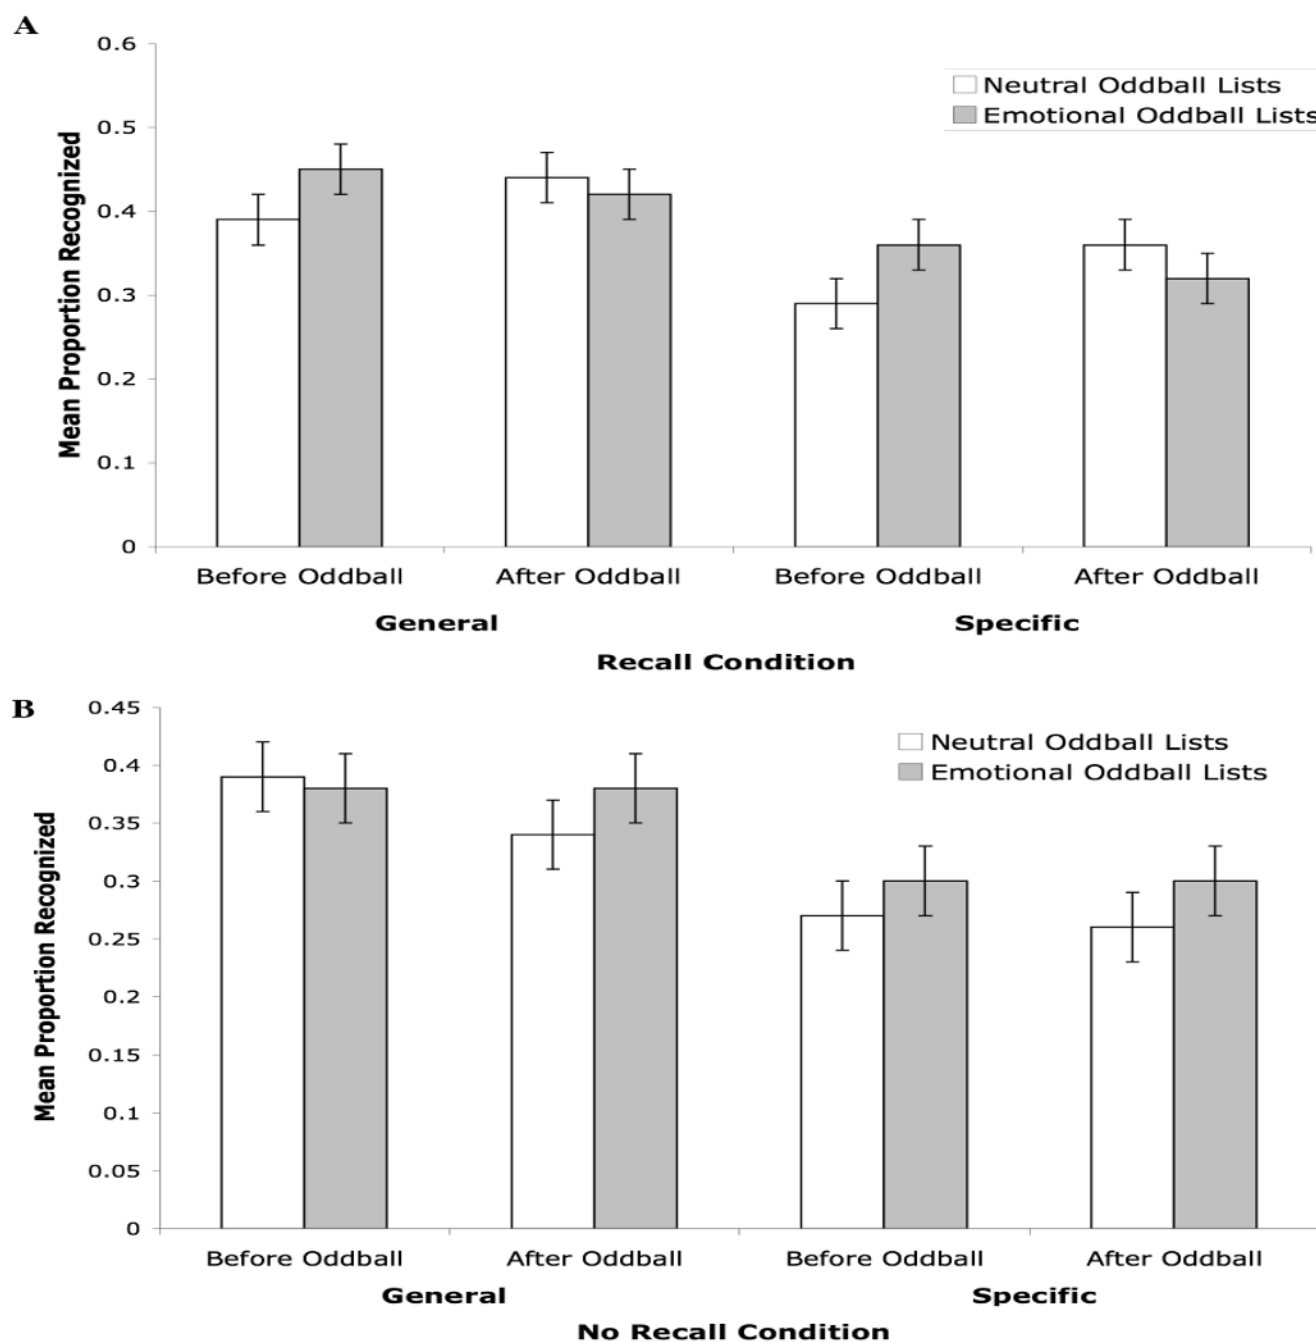 A
0.6
Neutral Oddball Lists
Emotional Oddball Lists
0.5
0.4
0.3
0.2
0.1
0
Mean Proportion Recognized
Before Oddball After Oddball Before Oddball After Oddball
General Specific
Recall Condition
B
0.45
Neutral Oddball Lists
Emotional Oddball Lists
0.4
0.35
0.3
0.25
0.2
0.15
0.1
0.05
0
Mean Proportion Recognized
Before Oddball After Oddball Before Oddball After Oddball
General Specific
No Recall Condition